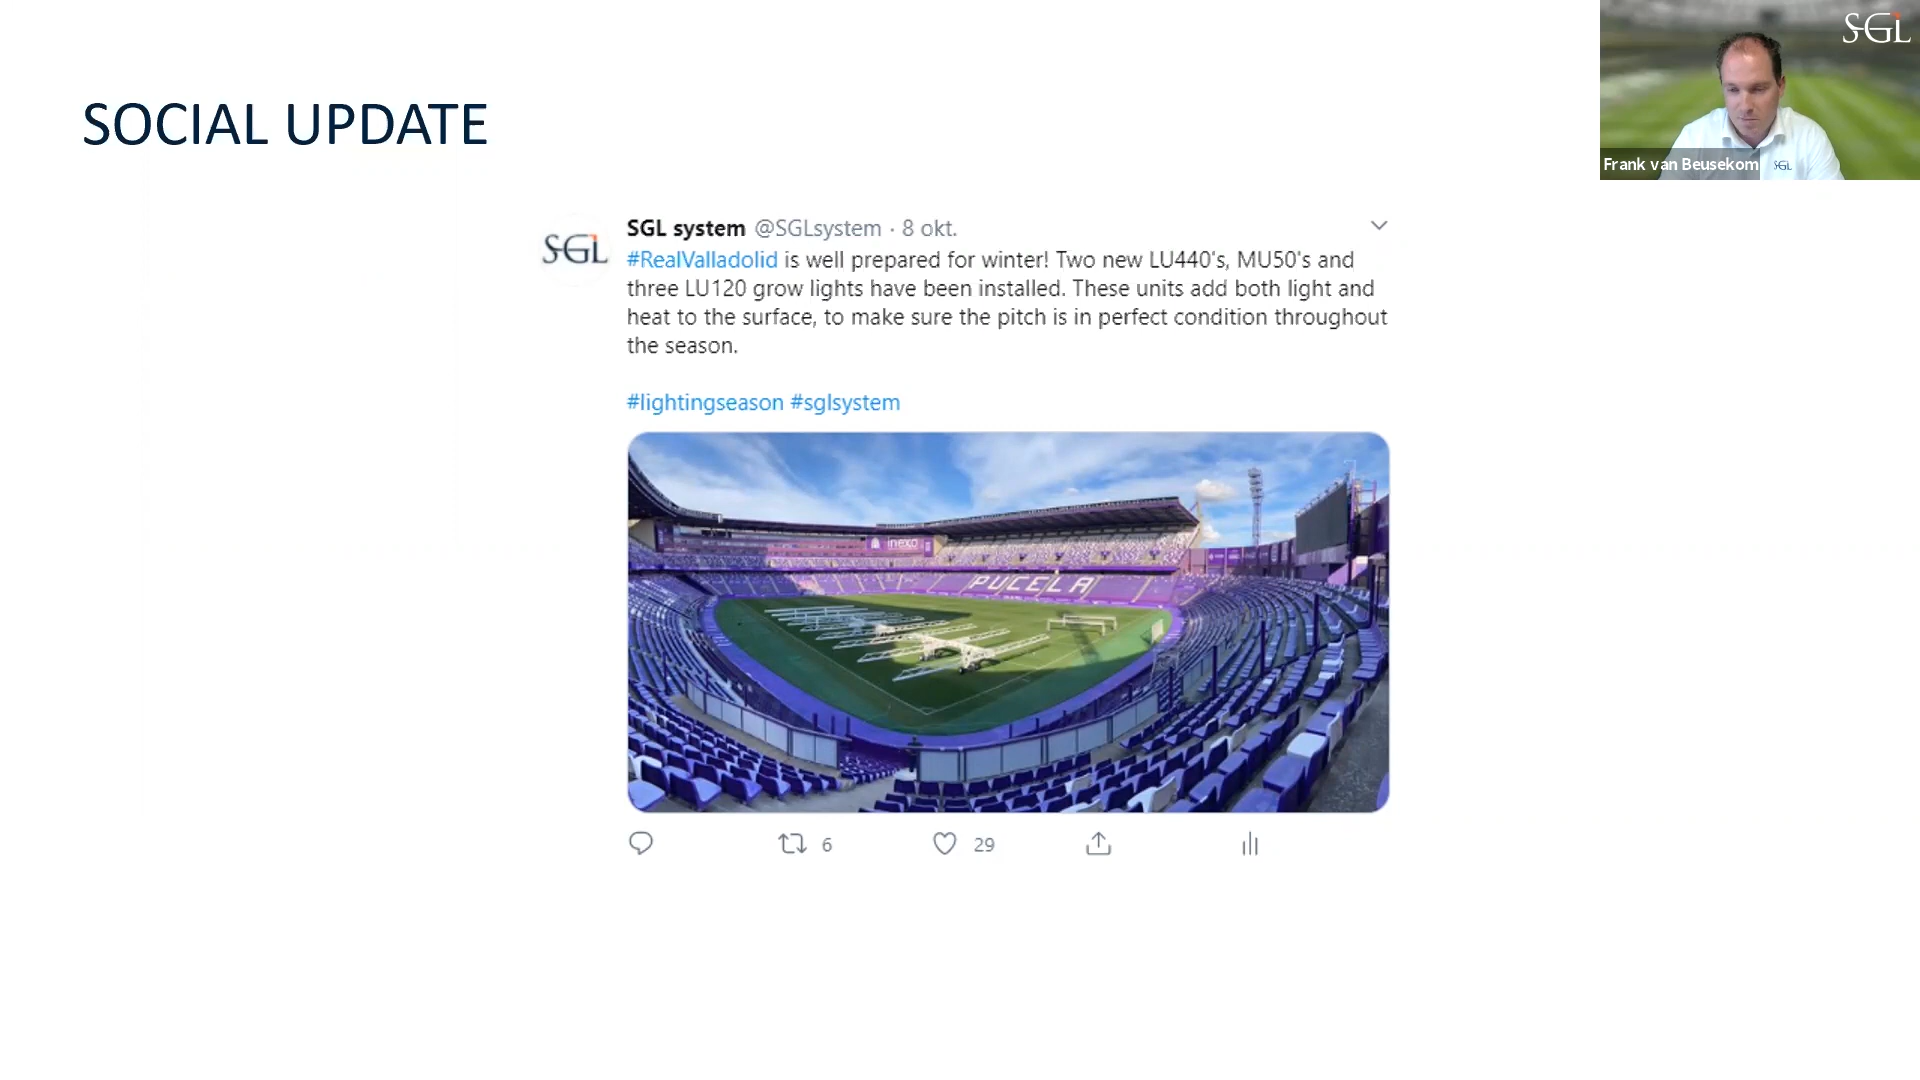 SGL
SOCIAL UPDATE
Frank van Beusekom
SGL
SGL system @SGLsystem · 8 okt.
SGL
#RealValladolid is well prepared for winter! Two new LU440's, MU50's and
three LU120 grow lights have been installed. These units add both light and
heat to the surface, to make sure the pitch is in perfect condition throughout
the season.
#lightingseason #sglsystem
inexo
PUCELA
6
29